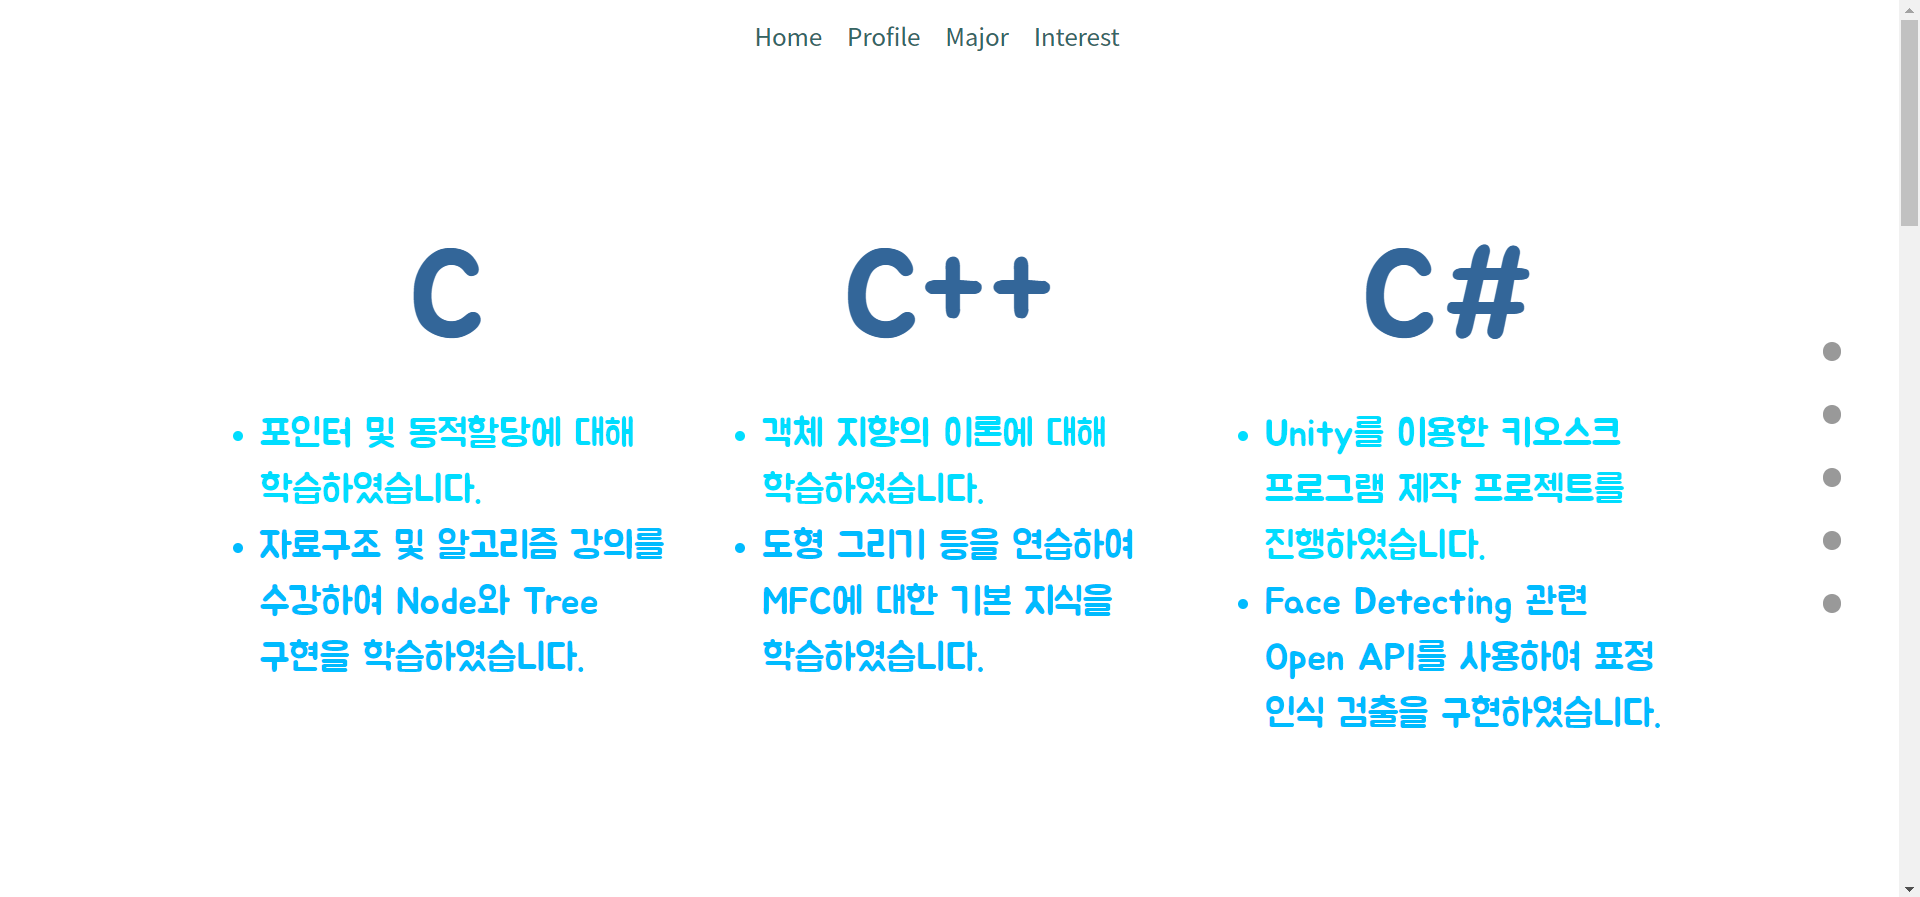 Home Profile Major Interest
C
포인터 및 동적할당에 대해
학습하였습니다.
자료구조 및 알고리즘 강의를
수강하여 Node와 Tree
구현을 학습하였습니다.
C++
객체 지향의 이론에 대해
학습하였습니다.
도형 그리기 등을 연습하여
MFC에 대한 기본 지식을
학습하였습니다.
C#
Unity를 이용한 키오스크
프로그램 제작 프로젝트를
진행하였습니다.
Face Detecting 관련
Open API를 사용하여 표정
인식 검출을 구현하였습니다.